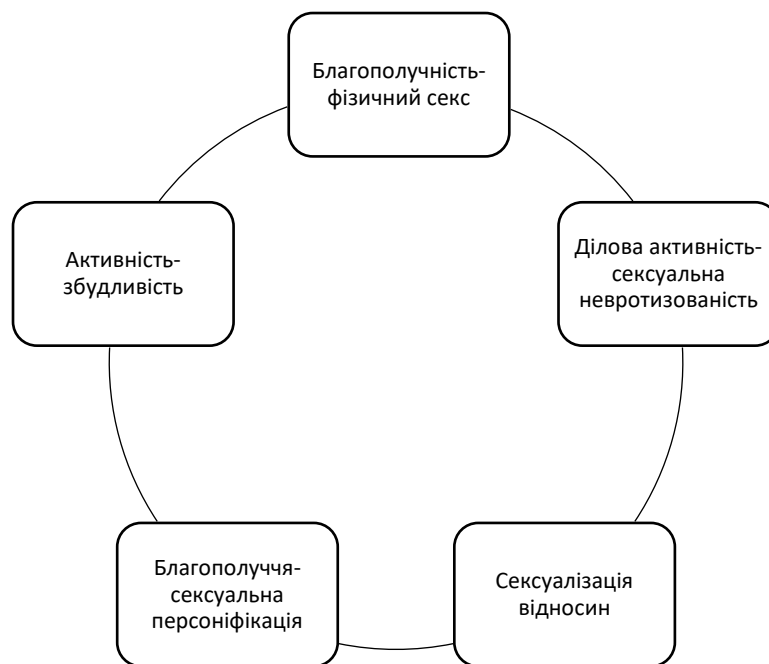 Благополучність-
фізичний секс
Ділова активність-
сексуальна
невротизованість
Сексуалізація
відносин
Благополуччя-
сексуальна
персоніфікація
Активність-
збудливість